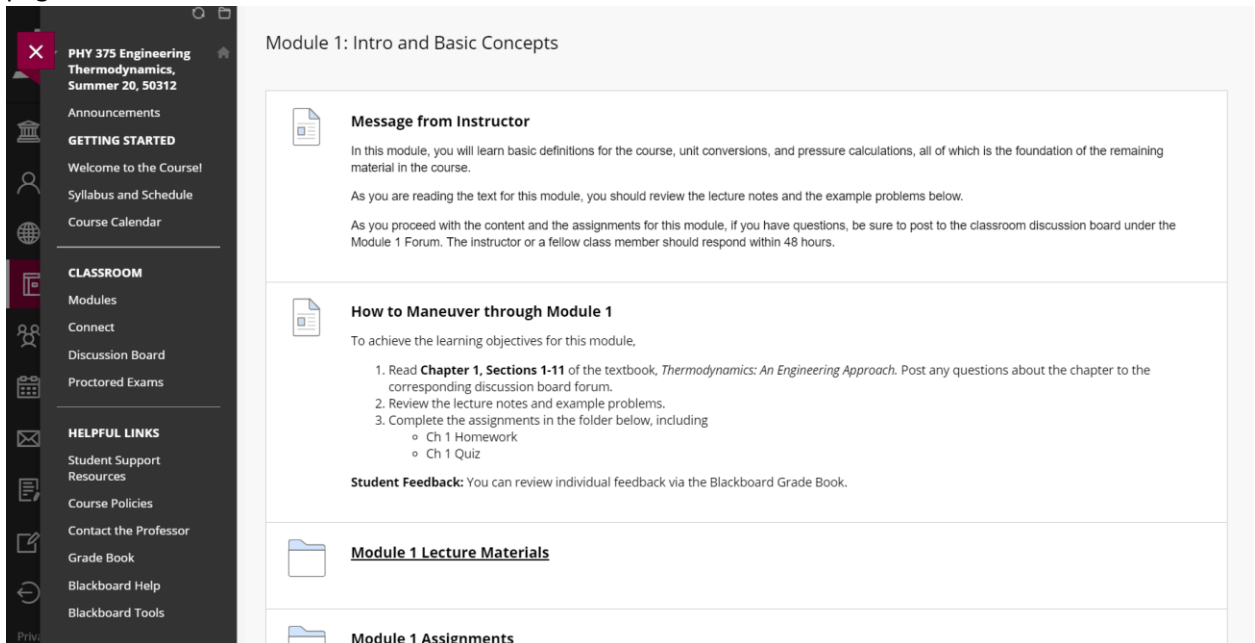 PHY 375 Engineering
Thermodynamics,
Summer 20, 50312
Announcements
GETTING STARTED
Welcome to the Course!
Syllabus and Schedule
Course Calendar
CLASSROOM
Modules
Connect
Discussion Board
Proctored Exams
HELPFUL LINKS
Student Support
Resources
Course Policies
Contact the Professor
Grade Book
Blackboard Help
Blackboard Tools
Module 1: Intro and Basic Concepts
Message from Instructor
In this module, you will learn basic definitions for the course, unit conversions, and pressure calculations, all of which is the foundation of the remaining
material in the course.
As you are reading the text for this module, you should review the lecture notes and the example problems below.
As you proceed with the content and the assignments for this module, if you have questions, be sure to post to the classroom discussion board under the
Module 1 Forum. The instructor or a fellow class member should respond within 48 hours.
How to Maneuver through Module 1
To achieve the learning objectives for this module,
1. Read Chapter 1, Sections 1-11 of the textbook, Thermodynamics: An Engineering Approach. Post any questions about the chapter to the
corresponding discussion board forum.
2. Review the lecture notes and example problems.
3. Complete the assignments in the folder below, including
Ch 1 Homework
Ch 1 Quiz
Student Feedback: You can review individual feedback via the Blackboard Grade Book.
Module 1 Lecture Materials
Module 1 Assignments